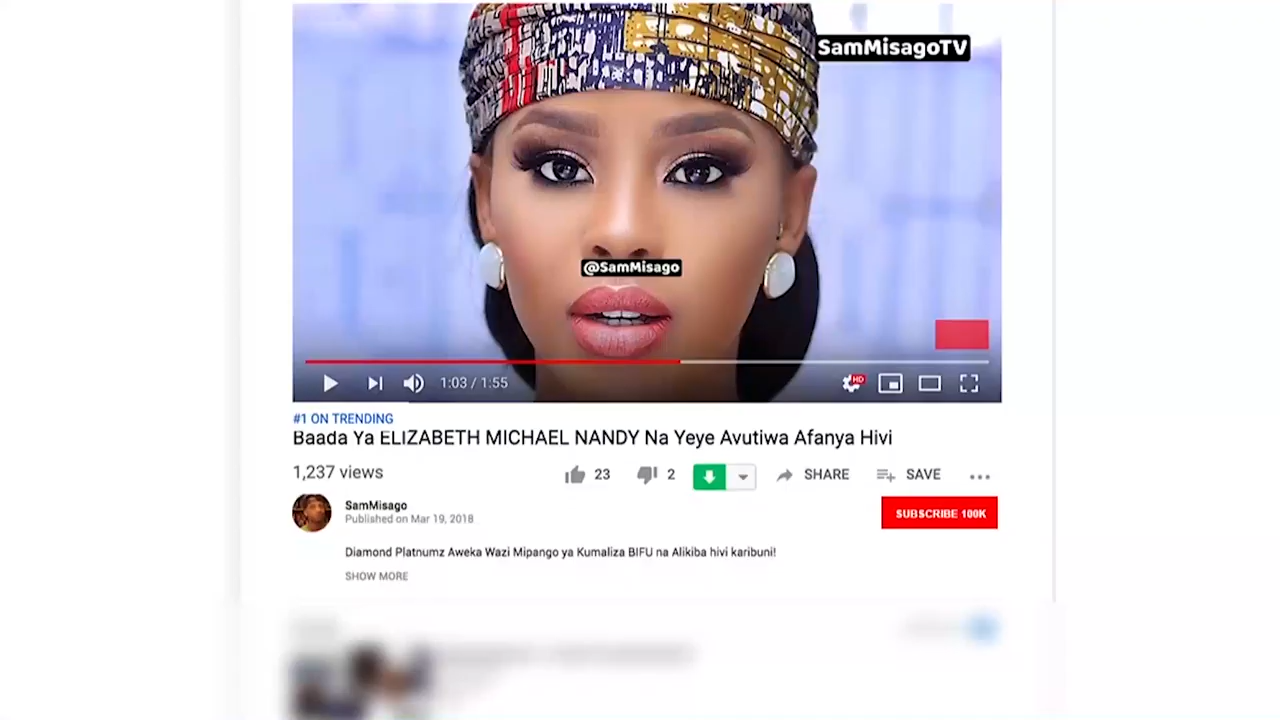 SamMisagoTV
@SamMisago
HD
1:03 / 1:55
#1 ON TRENDING
Baada Ya ELIZABETH MICHAEL NANDY Na Yeye Avutiwa Afanya Hivi
1,237 views
23
2
SHARE
SAVE
SamMisago
Published on Mar 19, 2018
SUBSCRIBE 100K
Diamond Platnumz Aweka Wazi Mipango ya Kumaliza BIFU na Alikiba hivi karibuni!
SHOW MORE